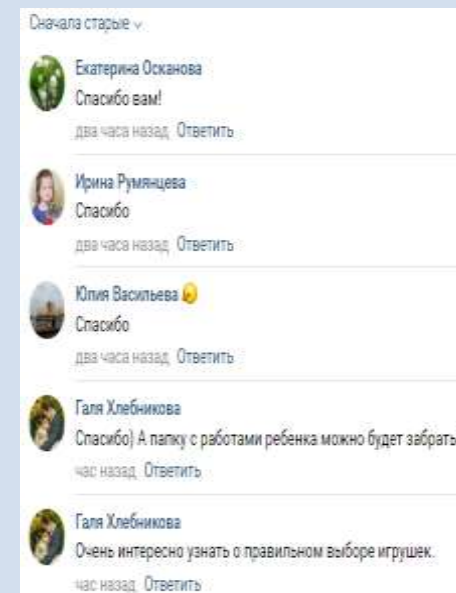 Сначала старые
Екатерина Осканова
Спасибо вам!
два часа назад Ответить
Ирина Румянцева
Спасибо
два часа назад Ответить
Юлия Васильева
Спасибо
два часа назад Ответить
Галя Хлебникова
Спасибо) А папку с работами ребенка можно будет забрать
час назад Ответить
Галя Хлебникова
Очень интересно узнать о правильном выборе игрушек.
час назад Ответить